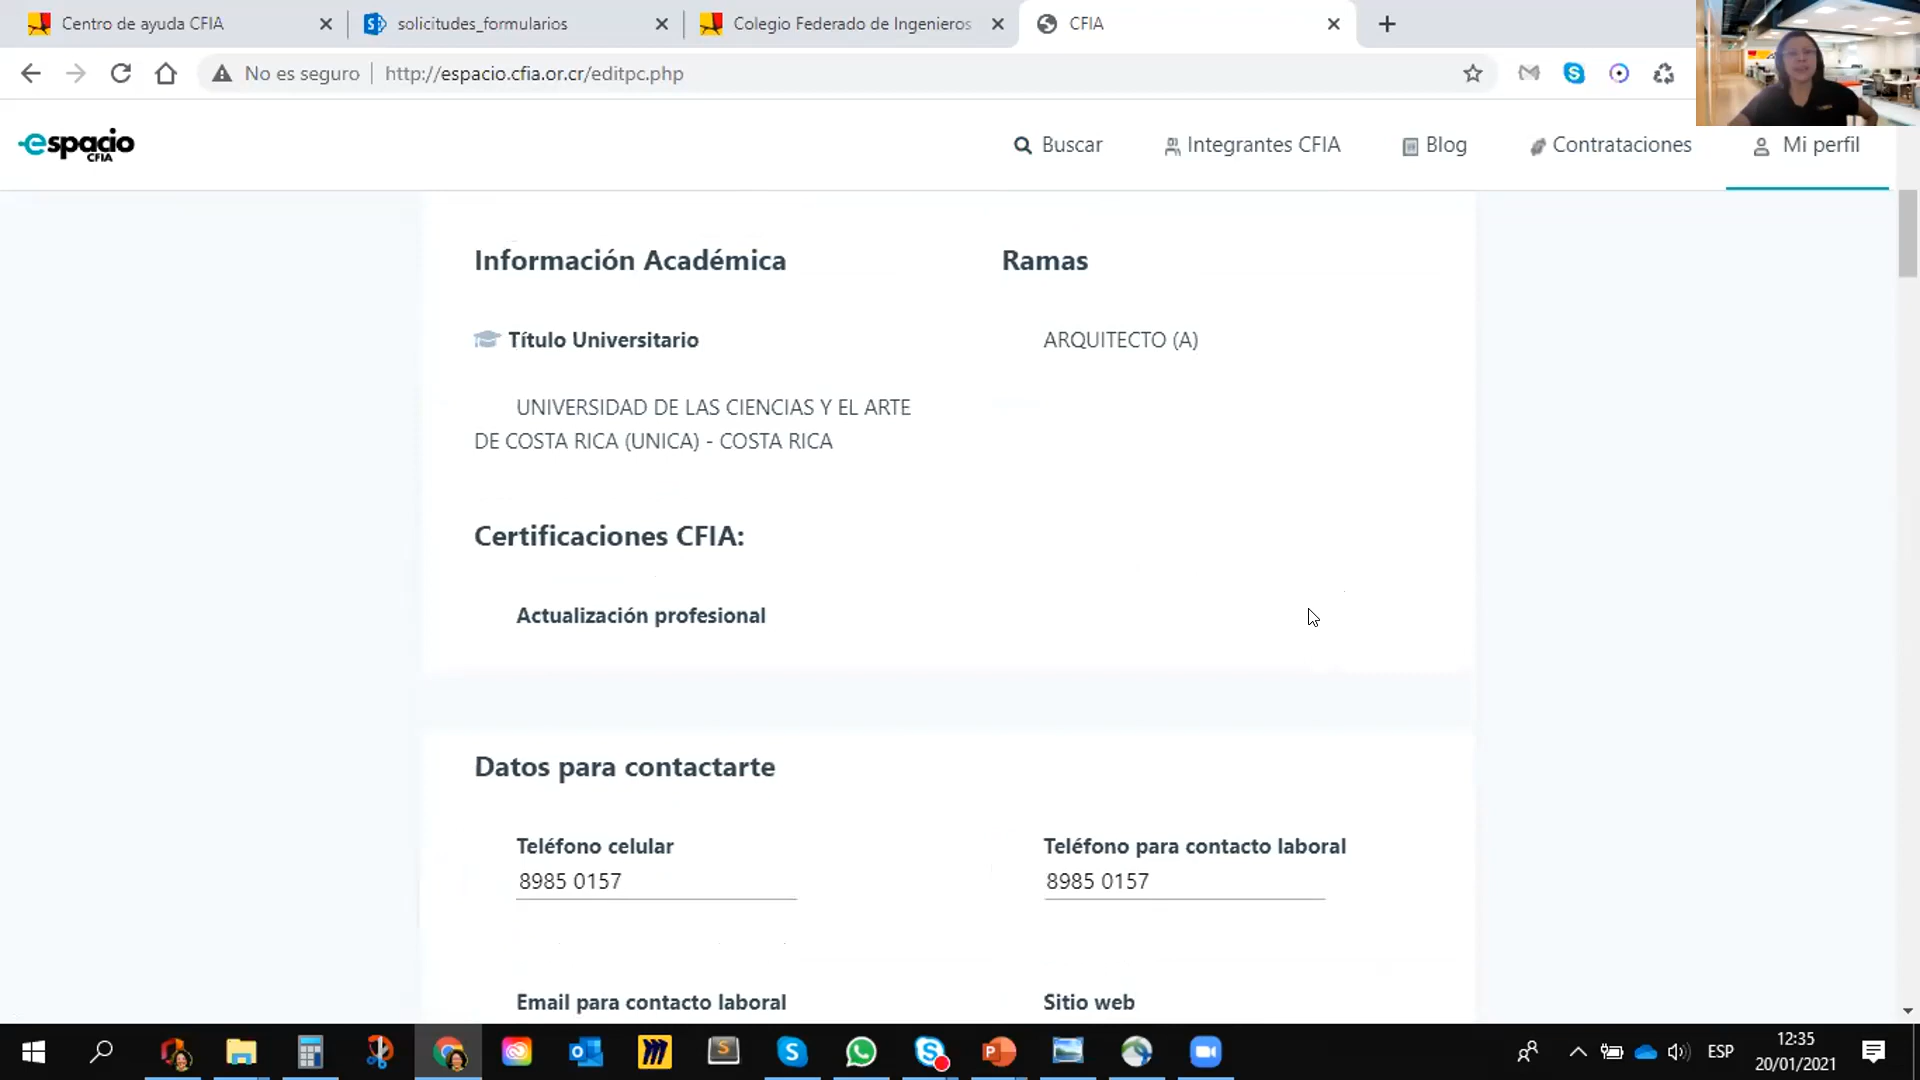 Centro de ayuda CFIA
solicitudes_formularios
Colegio Federado de Ingenieros
CFIA
No es seguro
http://espacio.cfia.or.cr/editpc.php
espacio
CFIA
Buscar
Integrantes CFIA
Blog
Contrataciones
Mi perfil
Información Académica
Ramas
Título Universitario
ARQUITECTO (A)
UNIVERSIDAD DE LAS CIENCIAS Y EL ARTE
DE COSTA RICA (UNICA) - COSTA RICA
Certificaciones CFIA:
Actualización profesional
Datos para contactarte
Teléfono celular
Teléfono para contacto laboral
8985 0157
8985 0157
Email para contacto laboral
Sitio web
ESP
12:35
20/01/2021